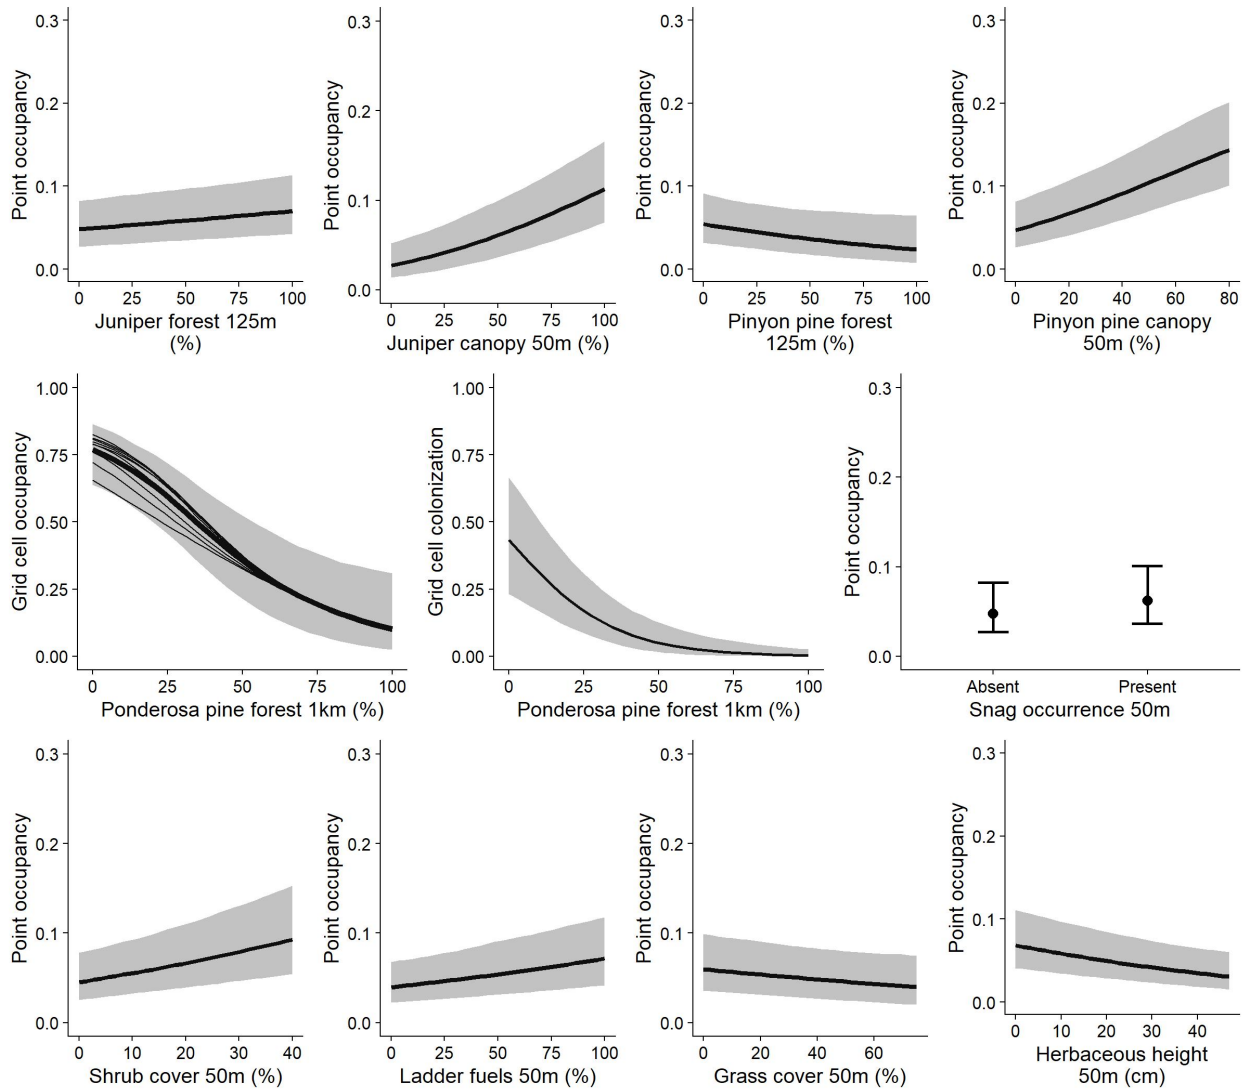 Point occupancy
0.3
0.2
0.1
0.0
0 25 50 75 100
Juniper forest 125m
(%)
Point occupancy
0.3
0.2
0.1
0.0
0 25 50 75 100
Juniper canopy 50m (%)
Point occupancy
0.3
0.2
0.1
0.0
0 25 50 75 100
Pinyon pine forest
125m (%)
Point occupancy
0.3
0.2
0.1
0.0
0 20 40 60 80
Pinyon pine canopy
50m (%)
Grid cell occupancy
1.00
0.75
0.50
0.25
0.00
0 25 50 75 100
Ponderosa pine forest 1km (%)
Grid cell colonization
1.00
0.75
0.50
0.25
0.00
0 25 50 75 100
Ponderosa pine forest 1km (%)
Point occupancy
0.3
0.2
0.1
0.0
Absent Present
Snag occurrence 50m
Point occupancy
0.3
0.2
0.1
0.0
0 10 20 30 40
Shrub cover 50m (%)
Point occupancy
0.3
0.2
0.1
0.0
0 25 50 75 100
Ladder fuels 50m (%)
Point occupancy
0.3
0.2
0.1
0.0
0 20 40 60
Grass cover 50m (%)
Point occupancy
0.3
0.2
0.1
0.0
0 10 20 30 40
Herbaceous height
50m (cm)